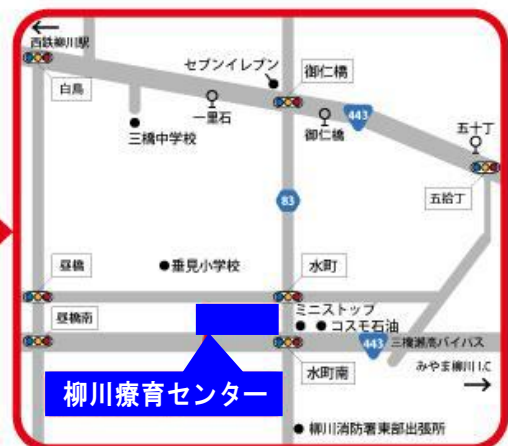 西鉄柳川駅
白鳥
セブンイレブン
御仁橋
一里石
三橋中学校
御仁橋
443
五十丁
五拾丁
83
昼橋
垂見小学校
水町
ミニストップ
コスモ石油
昼橋南
443
三橋瀬高バイパス
水町南
みやま柳川 I.C
柳川療育センター
柳川消防署東部出張所